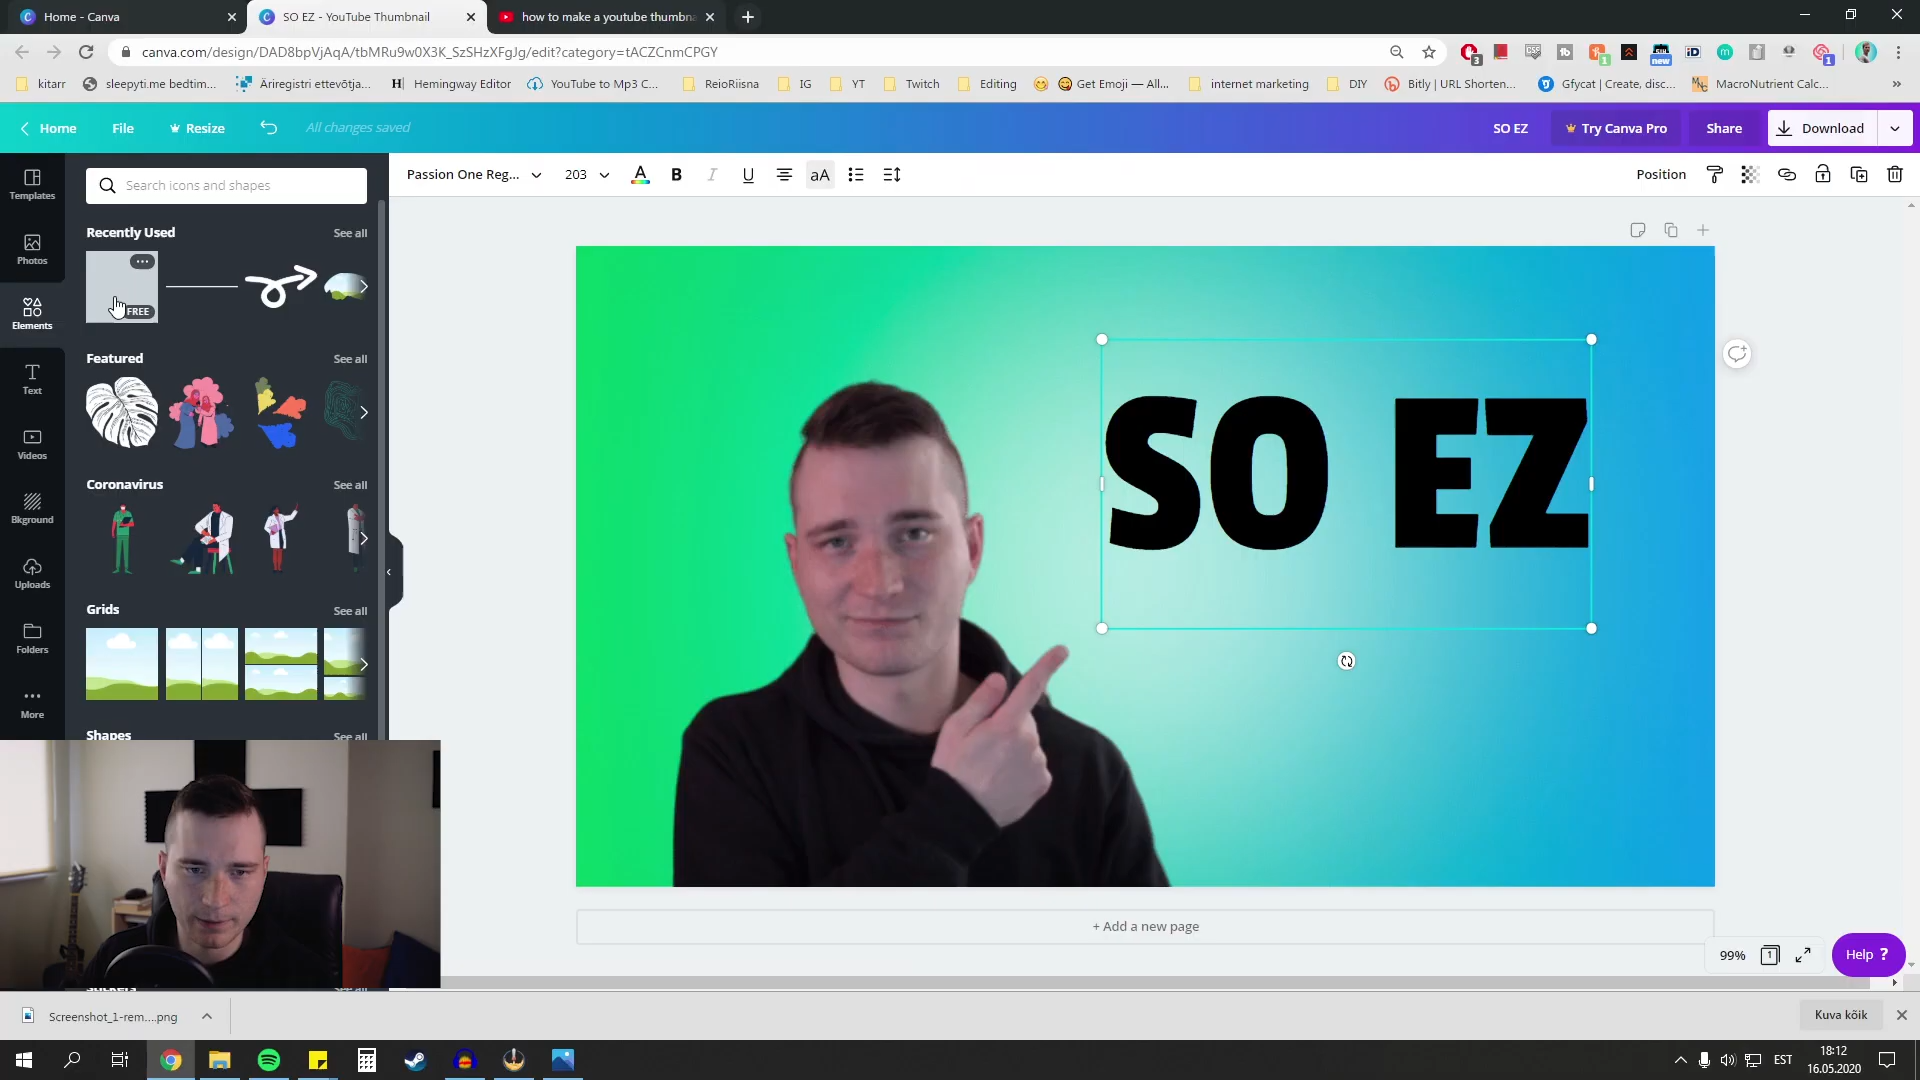 Home - Canva
SO EZ - YouTube Thumbnail
how to make a youtube thumbna
canva.com/design/DAD8bpVjAqA/tbMRu9w0X3K_SzSHzXFgJg/edit?category=tACZCnmCPGY
kitarr
sleepyti.me bedtim...
Äriregistri ettevõtja...
Hemingway Editor
YouTube to Mp3 C...
ReioRiisna
IG
YT
Twitch
Editing
Get Emoji — All...
internet marketing
DIY
Bitly | URL Shorten...
Gfycat | Create, disc...
MacroNutrient Calc...
Home
File
Resize
All changes saved
SO EZ
Try Canva Pro
Share
Download
Passion One Reg...
203
B
I
U
aA
Position
Templates
Photos
Elements
Text
Videos
Bkground
Uploads
Folders
More
Search icons and shapes
Recently Used
See all
FREE
Featured
See all
Coronavirus
See all
Grids
See all
Shapes
See all
SO EZ
+ Add a new page
99%
1
Help ?
Screenshot_1-rem....png
Kuva kõik
EST
18:12
16.05.2020